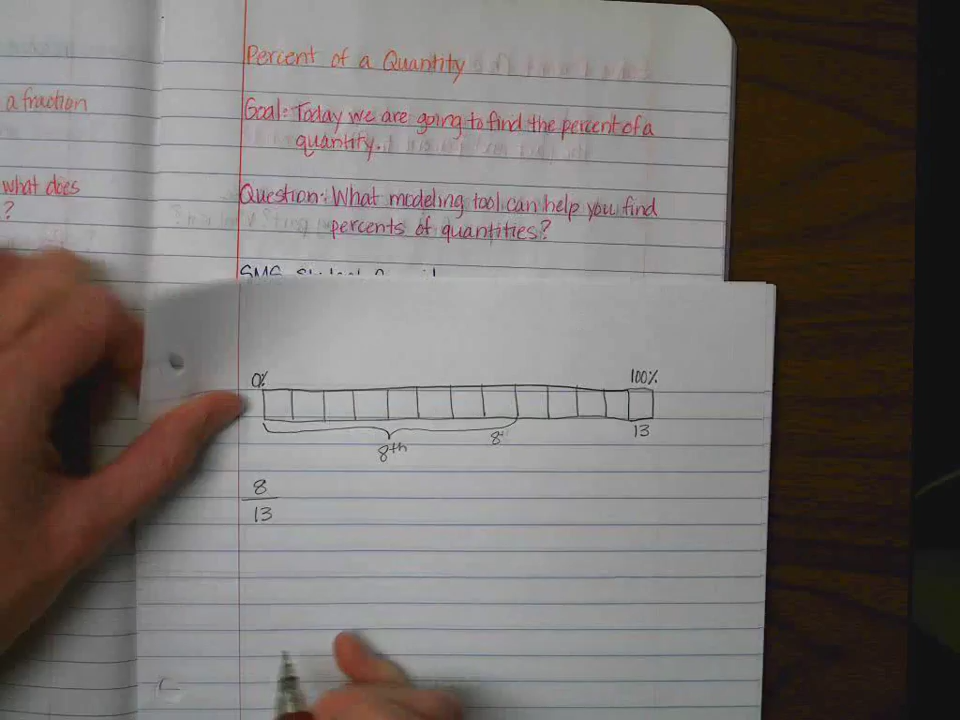 Percent of a Quantity
a fraction
Goal: Today we are going to find the percent of a
quantity.
what does
?
Question: What modeling tool can help you find
percents of quantities?
0%
100%
8
13
8th
8
13